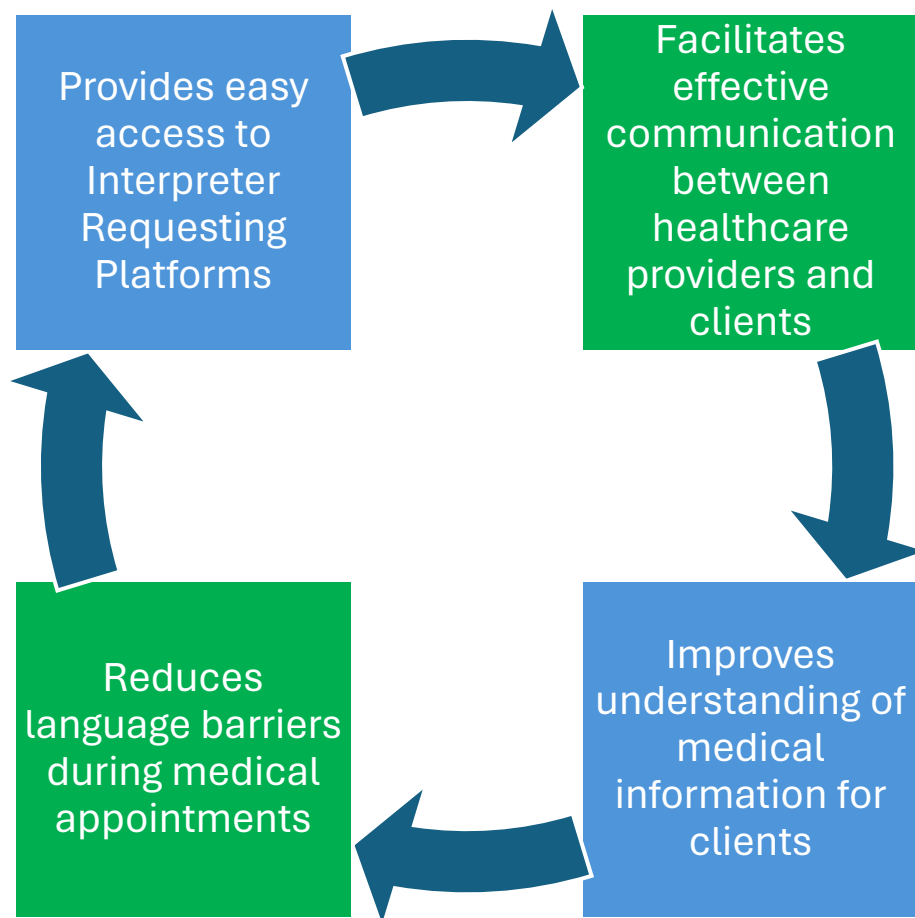 Provides easy
access to
Interpreter
Requesting
Platforms
Facilitates
effective
communication
between
healthcare
providers and
clients
Improves
understanding of
medical
information for
clients
Reduces
language barriers
during medical
appointments